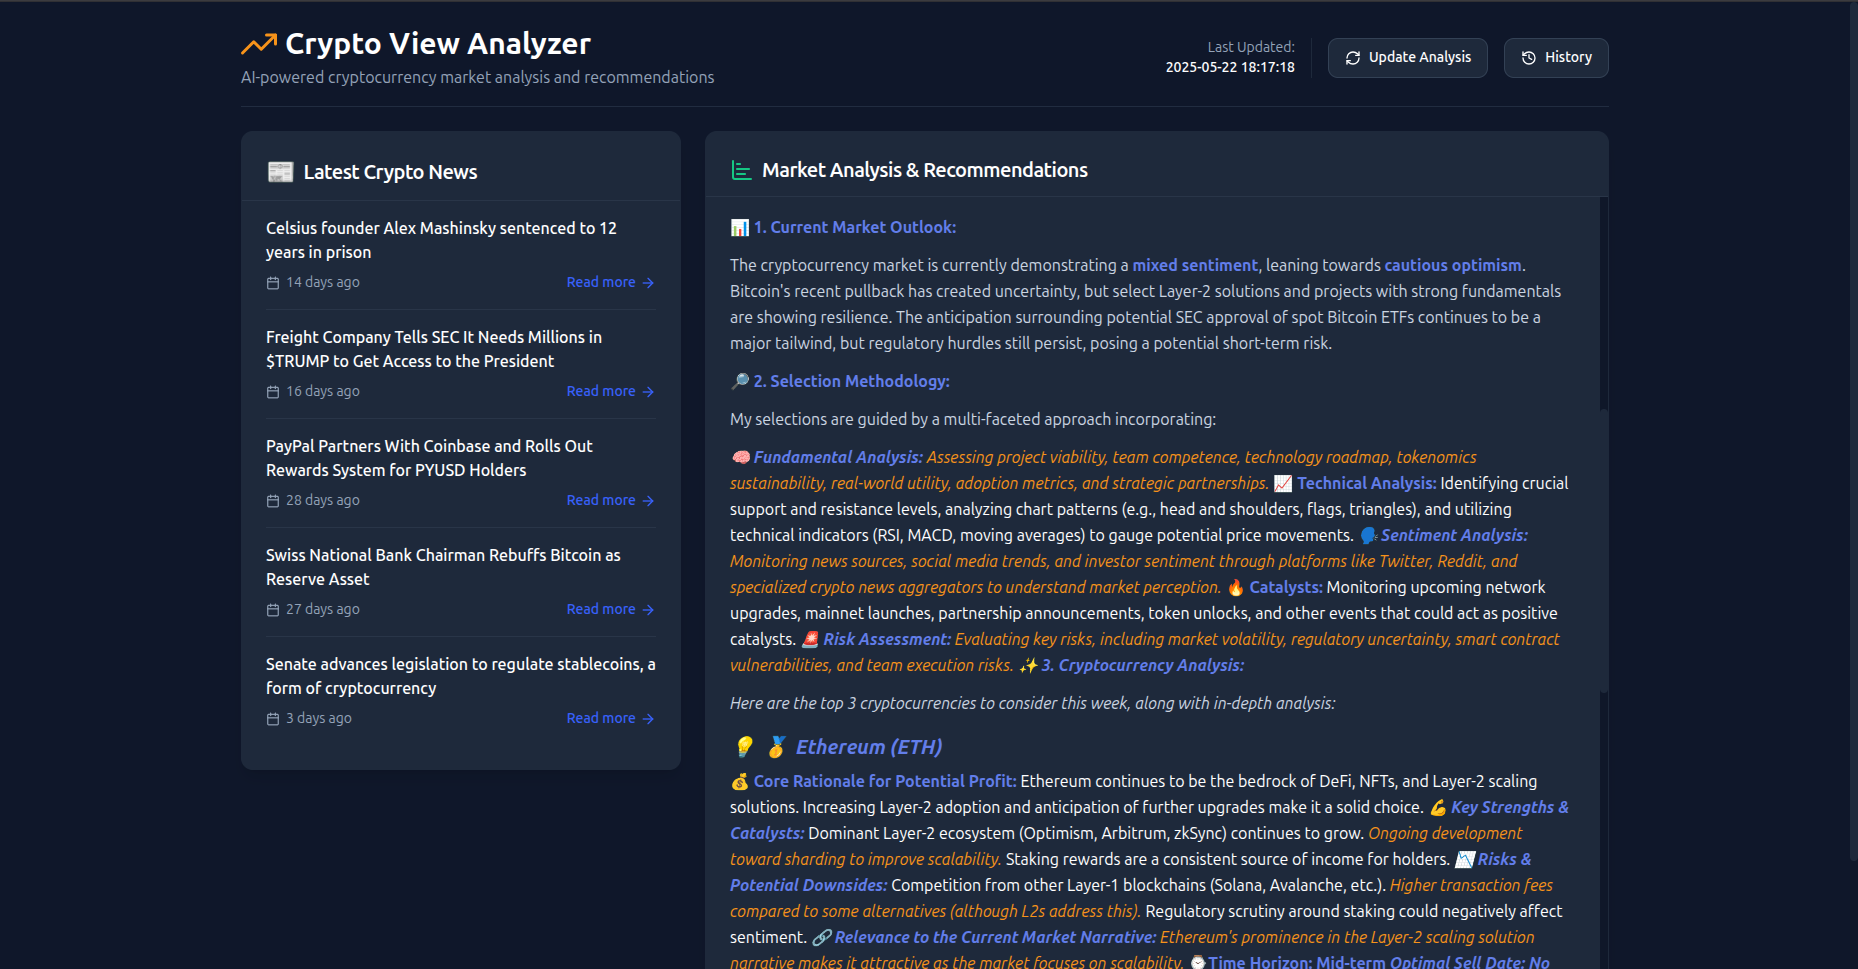 Crypto View Analyzer
AI-powered cryptocurrency market analysis and recommendations
Last Updated:
2025-05-22 18:17:18
Update Analysis
History
Latest Crypto News
Celsius founder Alex Mashinsky sentenced to 12
years in prison
14 days ago
Read more →
Freight Company Tells SEC It Needs Millions in
$TRUMP to Get Access to the President
16 days ago
Read more →
PayPal Partners With Coinbase and Rolls Out
Rewards System for PYUSD Holders
28 days ago
Read more →
Swiss National Bank Chairman Rebuffs Bitcoin as
Reserve Asset
27 days ago
Read more →
Senate advances legislation to regulate stablecoins, a
form of cryptocurrency
3 days ago
Read more →
Market Analysis & Recommendations
📊 1. Current Market Outlook:
The cryptocurrency market is currently demonstrating a mixed sentiment, leaning towards cautious optimism.
Bitcoin's recent pullback has created uncertainty, but select Layer-2 solutions and projects with strong fundamentals
are showing resilience. The anticipation surrounding potential SEC approval of spot Bitcoin ETFs continues to be a
major tailwind, but regulatory hurdles still persist, posing a potential short-term risk.
🔎 2. Selection Methodology:
My selections are guided by a multi-faceted approach incorporating:
🧠 Fundamental Analysis: Assessing project viability, team competence, technology roadmap, tokenomics
sustainability, real-world utility, adoption metrics, and strategic partnerships. 📈 Technical Analysis: Identifying crucial
support and resistance levels, analyzing chart patterns (e.g., head and shoulders, flags, triangles), and utilizing
technical indicators (RSI, MACD, moving averages) to gauge potential price movements. 🗣️ Sentiment Analysis:
Monitoring news sources, social media trends, and investor sentiment through platforms like Twitter, Reddit, and
specialized crypto news aggregators to understand market perception. 🔥 Catalysts: Monitoring upcoming network
upgrades, mainnet launches, partnership announcements, token unlocks, and other events that could act as positive
catalysts. 🚨 Risk Assessment: Evaluating key risks, including market volatility, regulatory uncertainty, smart contract
vulnerabilities, and team execution risks. ✨ 3. Cryptocurrency Analysis:
Here are the top 3 cryptocurrencies to consider this week, along with in-depth analysis:
💡 🥇 Ethereum (ETH)
💰 Core Rationale for Potential Profit: Ethereum continues to be the bedrock of DeFi, NFTs, and Layer-2 scaling
solutions. Increasing Layer-2 adoption and anticipation of further upgrades make it a solid choice. 💪 Key Strengths &
Catalysts: Dominant Layer-2 ecosystem (Optimism, Arbitrum, zkSync) continues to grow. Ongoing development
toward sharding to improve scalability. Staking rewards are a consistent source of income for holders. 📉 Risks &
Potential Downsides: Competition from other Layer-1 blockchains (Solana, Avalanche, etc.). Higher transaction fees
compared to some alternatives (although L2s address this). Regulatory scrutiny around staking could negatively affect
sentiment. 🔗 Relevance to the Current Market Narrative: Ethereum's prominence in the Layer-2 scaling solution
narrative makes it attractive as the market focuses on scalability. ⌚ Time Horizon: Mid-term Optimal Sell Date: No